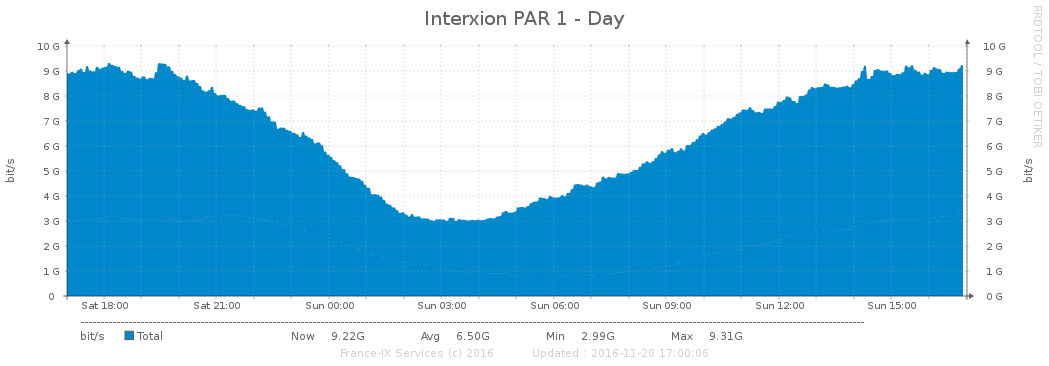 Interxion PAR 1 - Day
RRDTOOL / TOBI OETIKER
bit/s
10 G
9 G
8 G
7 G
6 G
5 G
4 G
3 G
2 G
1 G
0
10 G
9 G
8 G
7 G
6 G
5 G
4 G
3 G
2 G
1 G
0 G
bit/s
Sat 18:00 Sat 21:00 Sun 00:00 Sun 03:00 Sun 06:00 Sun 09:00 Sun 12:00 Sun 15:00
bit/s Total Now 9.22G Avg 6.50G Min 2.99G Max 9.31G
France-IX Services (c) 2016 Updated : 2016-11-20 17:00:06